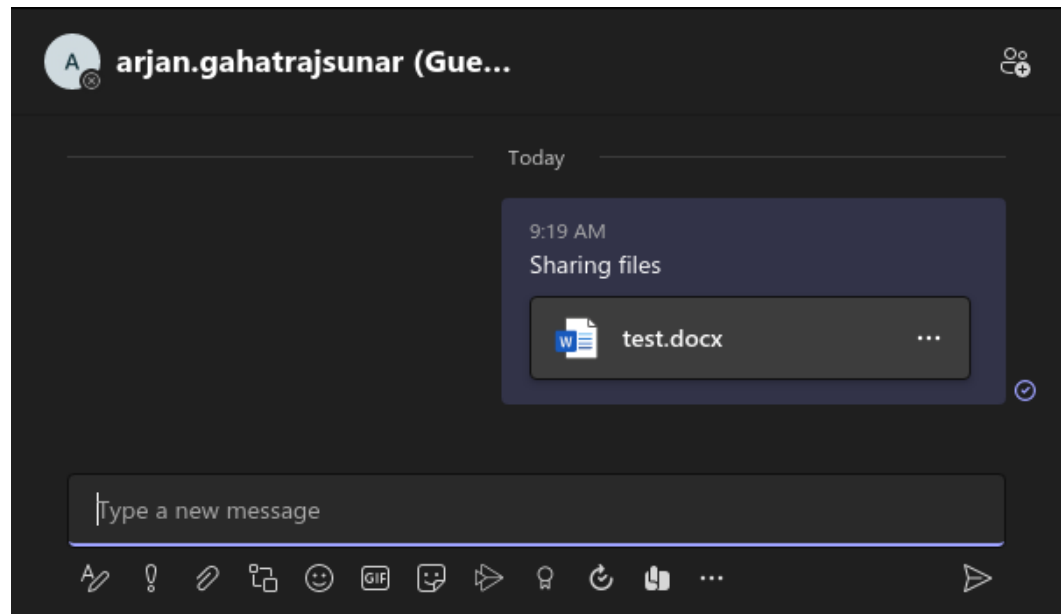 A
arjan.gahatrajsunar (Gue...
Today
9:19 AM
Sharing files
W
test.docx
Type a new message
GIF